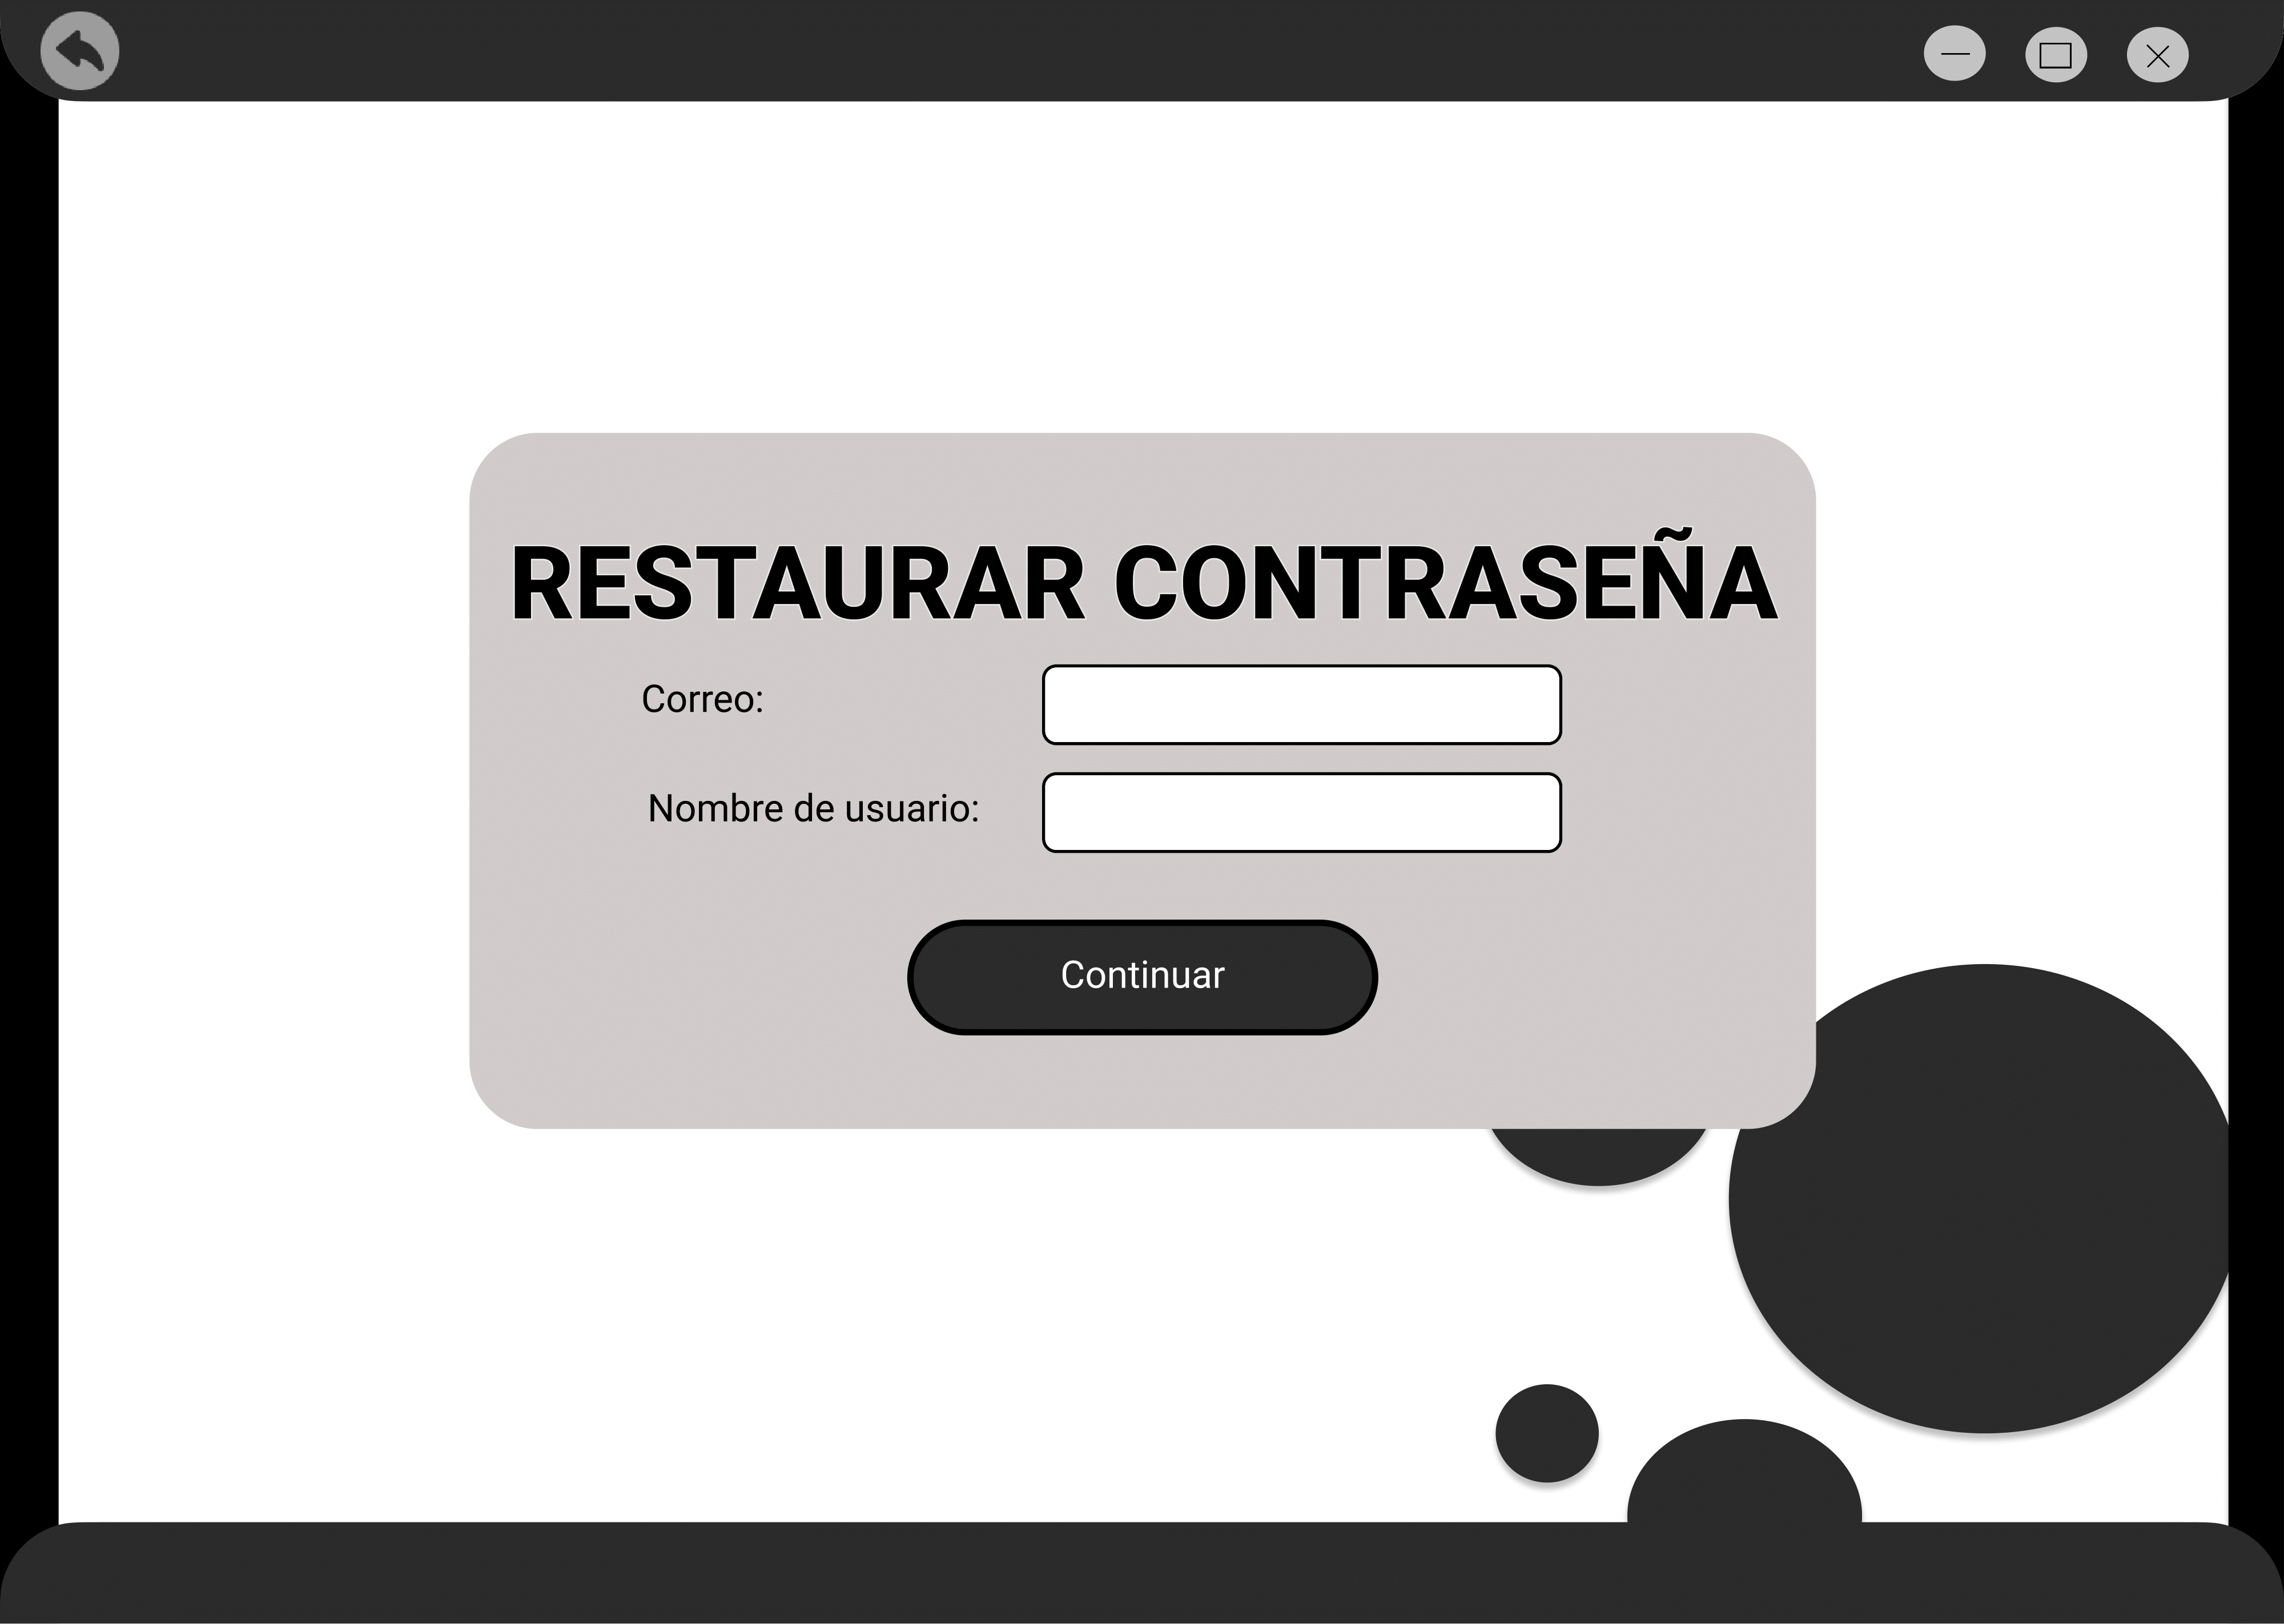 RESTAURAR CONTRASEÑA
Correo:
Nombre de usuario:
Continuar